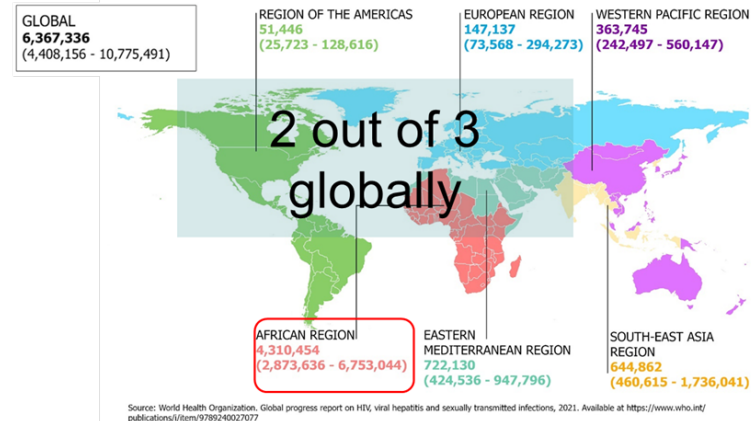 GLOBAL
6,367,336
(4,408,156 - 10,775,491)
REGION OF THE AMERICAS
51,446
(25,723 - 128,616)
EUROPEAN REGION
147,137
(73,568 - 294,273)
WESTERN PACIFIC REGION
363,745
(242,497 - 560,147)
2 out of 3
globally
AFRICAN REGION
4,310,454
(2,873,636 - 6,753,044)
EASTERN
MEDITERRANEAN REGION
722,130
(424,536 - 947,796)
SOUTH-EAST ASIA
REGION
644,862
(460,615 - 1,736,041)
Source: World Health Organization. Global progress report on HIV, viral hepatitis and sexually transmitted infections, 2021. Available at https://www.who.int/
publications/i/item/9789240027077